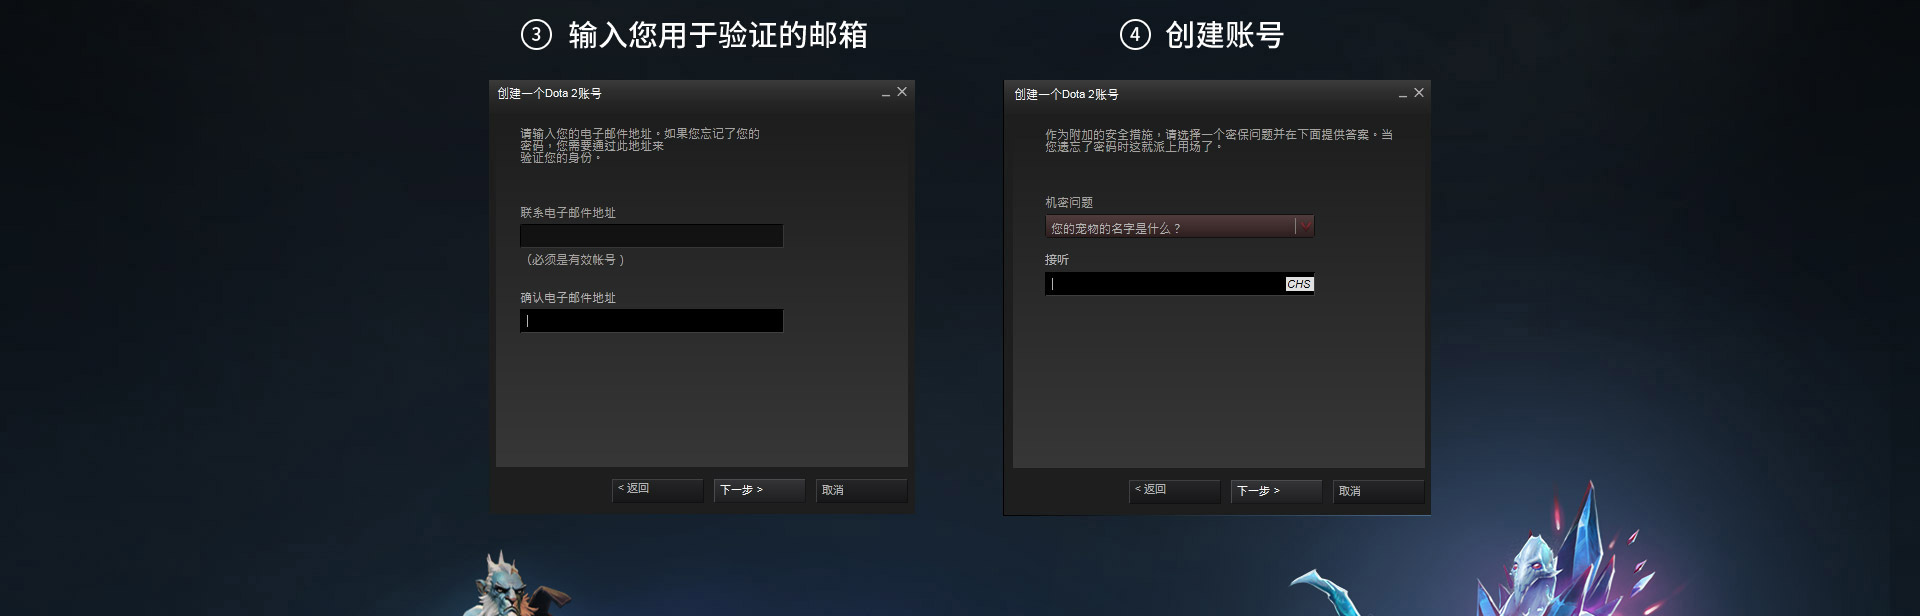 ③ 输入您用于验证的邮箱
创建一个Dota 2账号
请输入您的电子邮件地址。如果您忘记了您的
密码，您需要通过此地址来
验证您的身份。
联系电子邮件地址
（必须是有效帐号）
确认电子邮件地址
< 返回
下一步 >
取消
④ 创建账号
创建一个Dota 2账号
作为附加的安全措施，请选择一个密保问题并在下面提供答案。当
您遗忘了密码时这就派上用场了。
机密问题
您的宠物的名字是什么？
接听
CHS
< 返回
下一步 >
取消